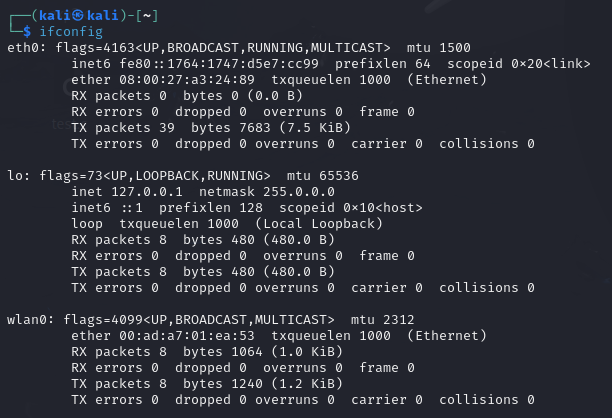 ┌──(kali㉿kali)-[~]
└─$ ifconfig
eth0: flags=4163<UP,BROADCAST,RUNNING,MULTICAST>  mtu 1500
        inet6 fe80::1764:1747:d5e7:cc99  prefixlen 64  scopeid 0×20<link>
        ether 08:00:27:a3:24:89  txqueuelen 1000  (Ethernet)
        RX packets 0  bytes 0 (0.0 B)
        RX errors 0  dropped 0  overruns 0  frame 0
        TX packets 39  bytes 7683 (7.5 KiB)
        TX errors 0  dropped 0 overruns 0  carrier 0  collisions 0

lo: flags=73<UP,LOOPBACK,RUNNING>  mtu 65536
        inet 127.0.0.1  netmask 255.0.0.0
        inet6 ::1  prefixlen 128  scopeid 0×10<host>
        loop  txqueuelen 1000  (Local Loopback)
        RX packets 8  bytes 480 (480.0 B)
        RX errors 0  dropped 0  overruns 0  frame 0
        TX packets 8  bytes 480 (480.0 B)
        TX errors 0  dropped 0 overruns 0  carrier 0  collisions 0

wlan0: flags=4099<UP,BROADCAST,MULTICAST>  mtu 2312
        ether 00:ad:a7:01:ea:53  txqueuelen 1000  (Ethernet)
        RX packets 8  bytes 1064 (1.0 KiB)
        RX errors 0  dropped 0  overruns 0  frame 0
        TX packets 8  bytes 1240 (1.2 KiB)
        TX errors 0  dropped 0 overruns 0  carrier 0  collisions 0